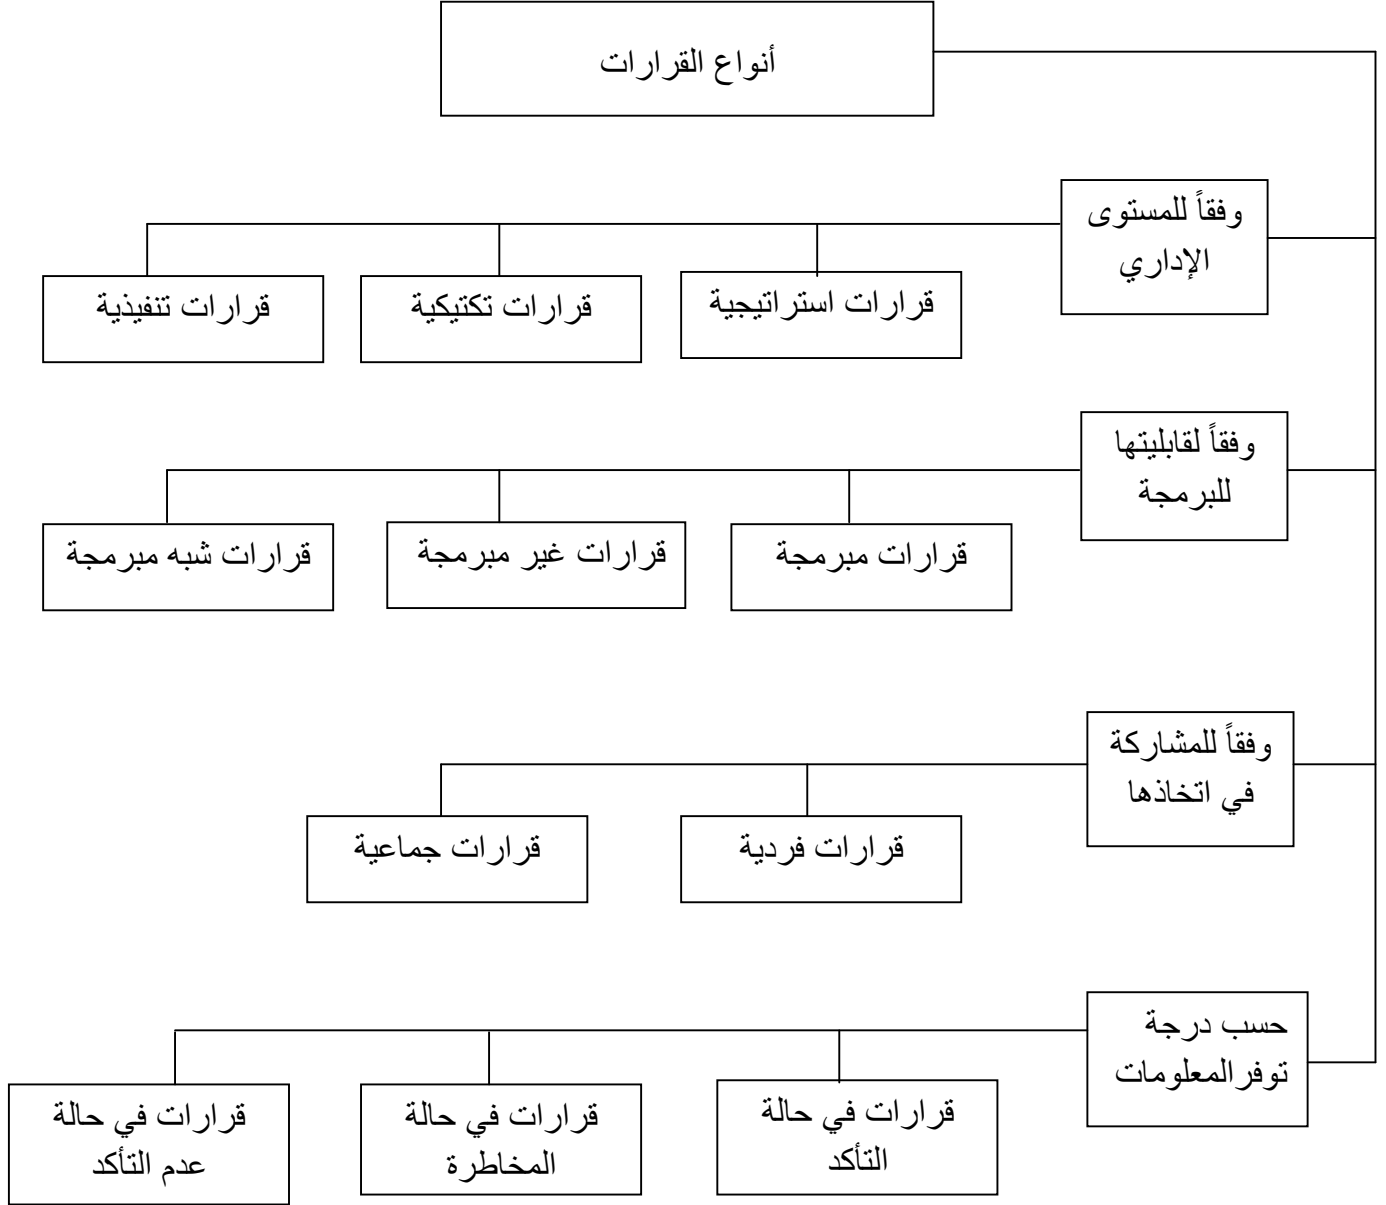 أنواع القرارات
وفقاً للمستوى
الإداري
قرارات استراتيجية
قرارات تكتيكية
قرارات تنفيذية
وفقاً لقابليتها
للبرمجة
قرارات مبرمجة
قرارات غير مبرمجة
قرارات شبه مبرمجة
وفقاً للمشاركة
في اتخاذها
قرارات فردية
قرارات جماعية
حسب درجة
توفرالمعلومات
قرارات في حالة
التأكد
قرارات في حالة
المخاطرة
قرارات في حالة
عدم التأكد